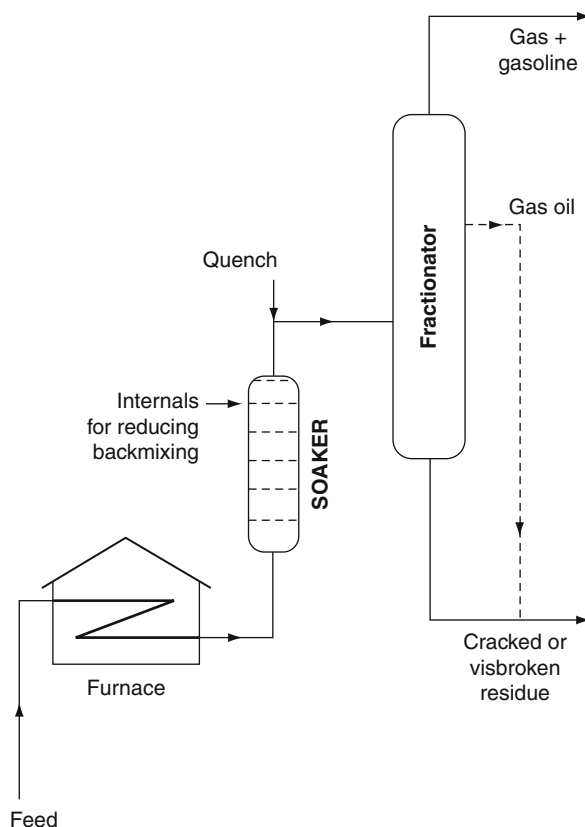 Gas +
gasoline
Gas oil
Fractionator
Quench
Internals
for reducing
backmixing
SOAKER
Furnace
Cracked or
visbroken
residue
Feed